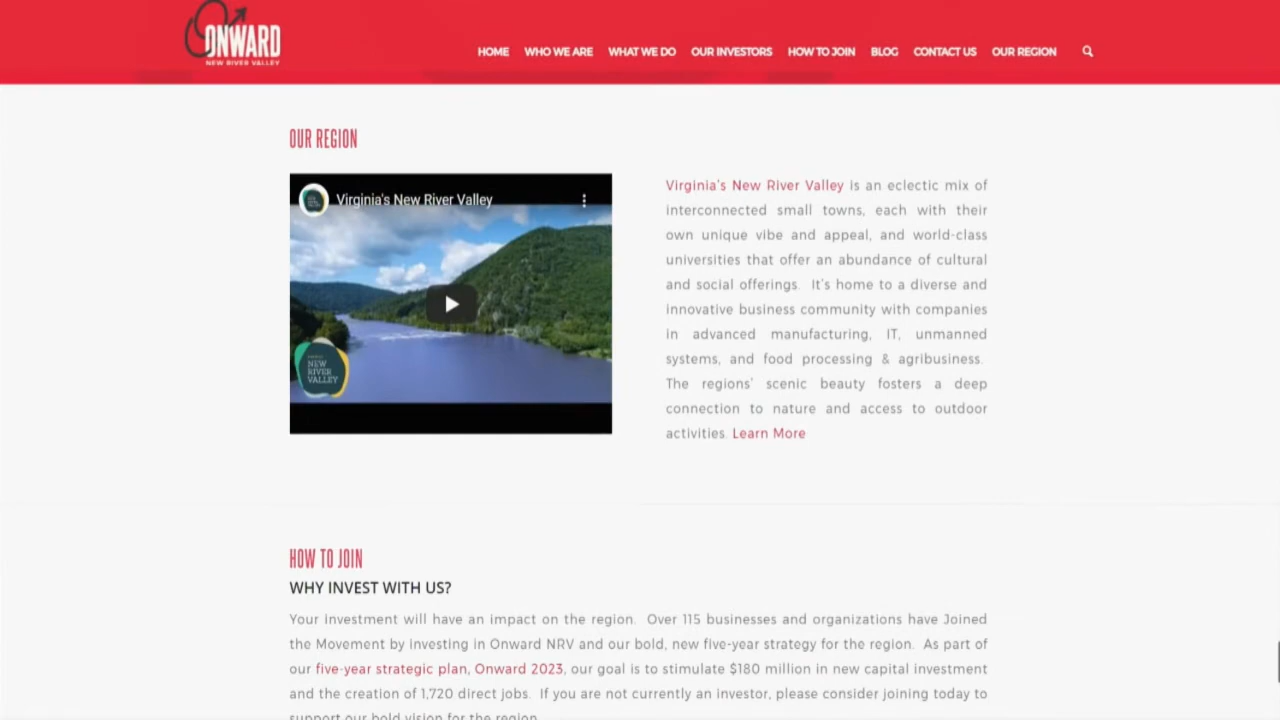 ONWARD
NEW RIVER VALLEY
HOME WHO WE ARE WHAT WE DO OUR INVESTORS HOW TO JOIN BLOG CONTACT US OUR REGION
OUR REGION
Virginia's New River Valley
NEW
RIVER
VALLEY
Virginia's New River Valley is an eclectic mix of
interconnected small towns, each with their
own unique vibe and appeal, and world-class
universities that offer an abundance of cultural
and social offerings. It's home to a diverse and
innovative business community with companies
in advanced manufacturing, IT, unmanned
systems, and food processing & agribusiness.
The regions' scenic beauty fosters a deep
connection to nature and access to outdoor
activities. Learn More
HOW TO JOIN
WHY INVEST WITH US?
Your Investment will have an impact on the region. Over 115 businesses and organizations have Joined
the Movement by investing in Onward NRV and our bold, new five-year strategy for the region. As part of
our five-year strategic plan, Onward 2023, our goal is to stimulate $180 million in new capital investment
and the creation of 1,720 direct jobs. If you are not currently an investor, please consider joining today to
support our bold vision for the region.